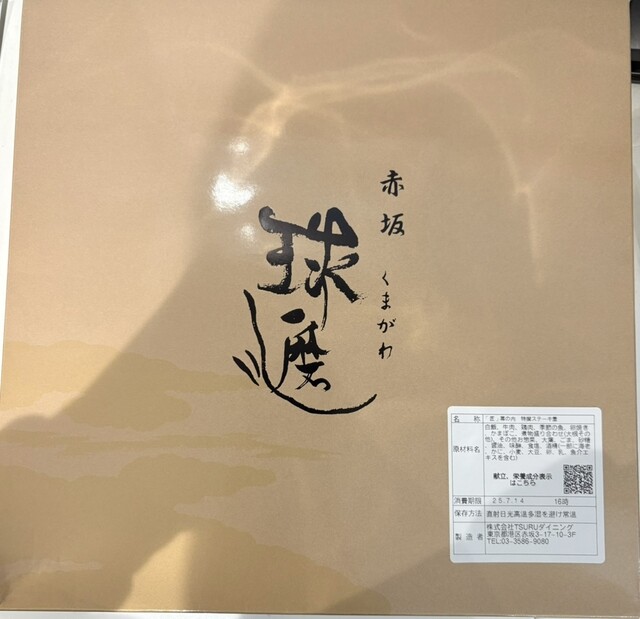 赤坂
くまがわ
球磨
名 称 「匠」膳の内 特撰ステーキ重
原材料名 白飯、牛肉、鶏肉、季節の魚、卵焼き
かまぼこ、煮物盛り合わせ(大根その
他)、その他お惣菜、大葉、ごま、砂糖
醤油、味醂、食塩、酒精(一部に海老
かに、小麦、大豆、卵、乳、魚介エ
キスを含む)
献立、栄養成分表示
はこちら
消費期限 25.7.14 16時
保存方法 直射日光高温多湿を避け常温
製造者 株式会社TSURUダイニング
東京都港区赤坂3-17-10-3F
TEL:03-3586-9080